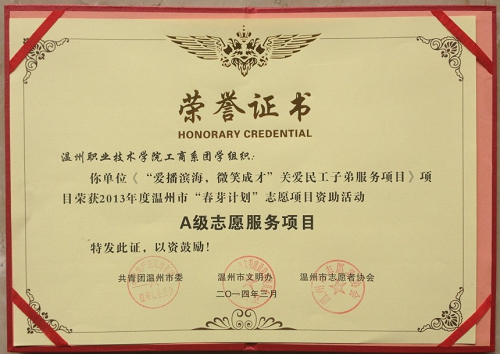 荣誉证书
HONORARY CREDENTIAL
温州职业技术学院工商系团学组织：
你单位《“爱播滨海，微笑成才”关爱民工子弟服务项目》项
目荣获2013年度温州市“春芽计划”志愿项目资助活动
A级志愿服务项目
特发此证，以资鼓励！
共青团温州市委 温州市文明办 温州市志愿者协会
二〇一四年三月